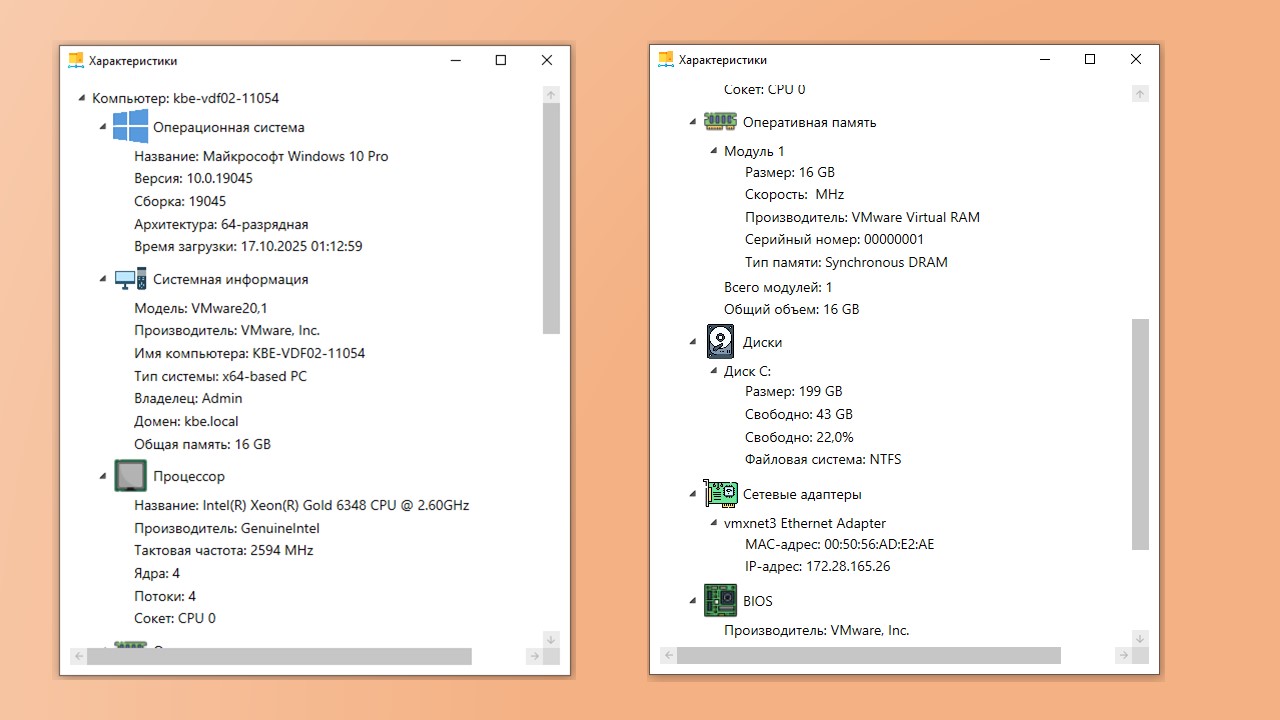 Характеристики
Компьютер: kbe-vdf02-11054
Операционная система
Название: Майкрософт Windows 10 Pro
Версия: 10.0.19045
Сборка: 19045
Архитектура: 64-разрядная
Время загрузки: 17.10.2025 01:12:59
Системная информация
Модель: VMware20,1
Производитель: VMware, Inc.
Имя компьютера: KBE-VDF02-11054
Тип системы: x64-based PC
Владелец: Admin
Домен: kbe.local
Общая память: 16 GB
Процессор
Название: Intel(R) Xeon(R) Gold 6348 CPU @ 2.60GHz
Производитель: GenuineIntel
Тактовая частота: 2594 MHz
Ядра: 4
Потоки: 4
Сокет: CPU 0
Характеристики
Сокет: CPU 0
Оперативная память
Модуль 1
Размер: 16 GB
Скорость:  MHz
Производитель: VMware Virtual RAM
Серийный номер: 00000001
Тип памяти: Synchronous DRAM
Всего модулей: 1
Общий объем: 16 GB
Диски
Диск C:
Размер: 199 GB
Свободно: 43 GB
Свободно: 22,0%
Файловая система: NTFS
Сетевые адаптеры
vmxnet3 Ethernet Adapter
MAC-адрес: 00:50:56:AD:E2:AE
IP-адрес: 172.28.165.26
BIOS
Производитель: VMware, Inc.